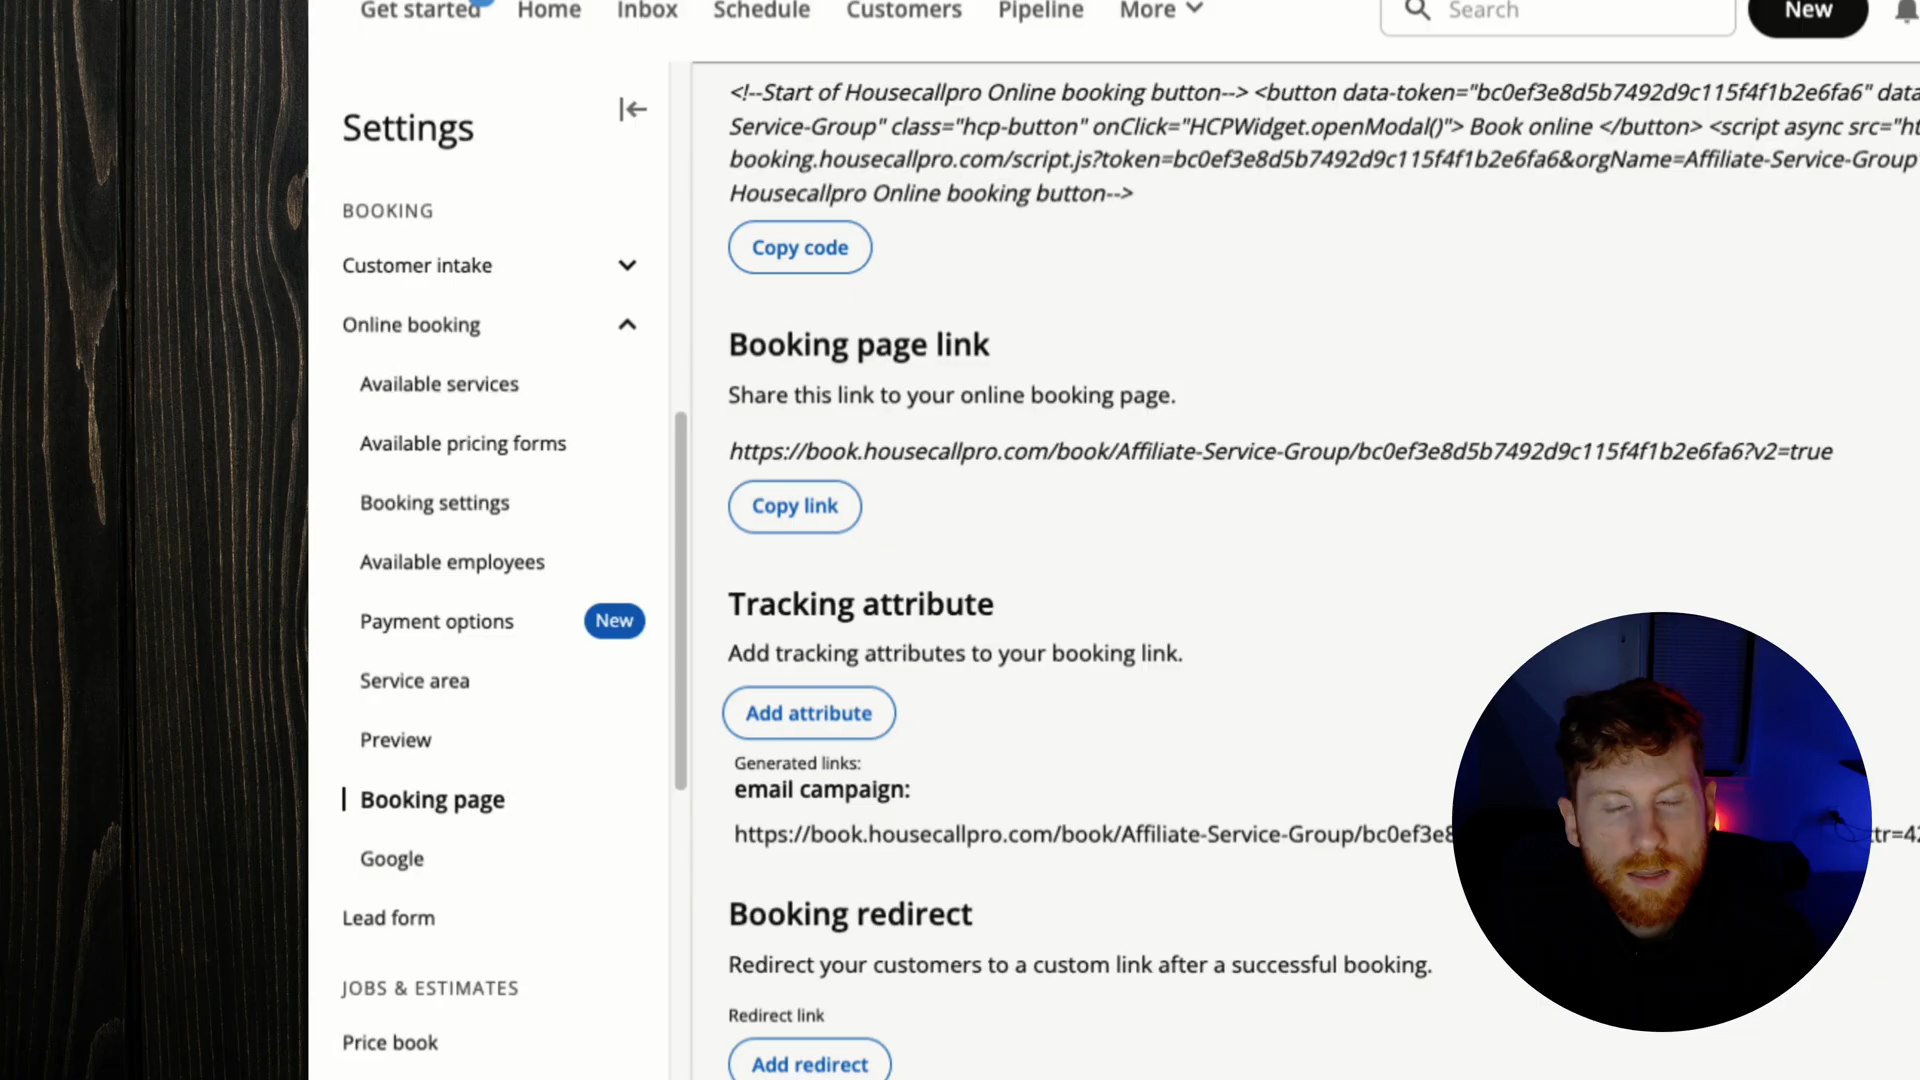 Get started Home Inbox Schedule Customers Pipeline More Search New
Settings
BOOKING
Customer intake
Online booking
Available services
Available pricing forms
Booking settings
Available employees
Payment options New
Service area
Preview
Booking page
Google
Lead form
JOBS & ESTIMATES
Price book
<!--Start of Housecallpro Online booking button--> <button data-token="bc0ef3e8d5b7492d9c115f4f1b2e6fa6" data
Service-Group" class="hcp-button" onClick="HCPWidget.openModal()"> Book online </button> <script async src="ht
booking.housecallpro.com/script.js?token=bc0ef3e8d5b7492d9c115f4f1b2e6fa6&orgName=Affiliate-Service-Group"
Housecallpro Online booking button-->
Copy code
Booking page link
Share this link to your online booking page.
https://book.housecallpro.com/book/Affiliate-Service-Group/bc0ef3e8d5b7492d9c115f4f1b2e6fa6?v2=true
Copy link
Tracking attribute
Add tracking attributes to your booking link.
Add attribute
Generated links:
email campaign:
https://book.housecallpro.com/book/Affiliate-Service-Group/bc0ef3e8 ttr=42
Booking redirect
Redirect your customers to a custom link after a successful booking.
Redirect link
Add redirect